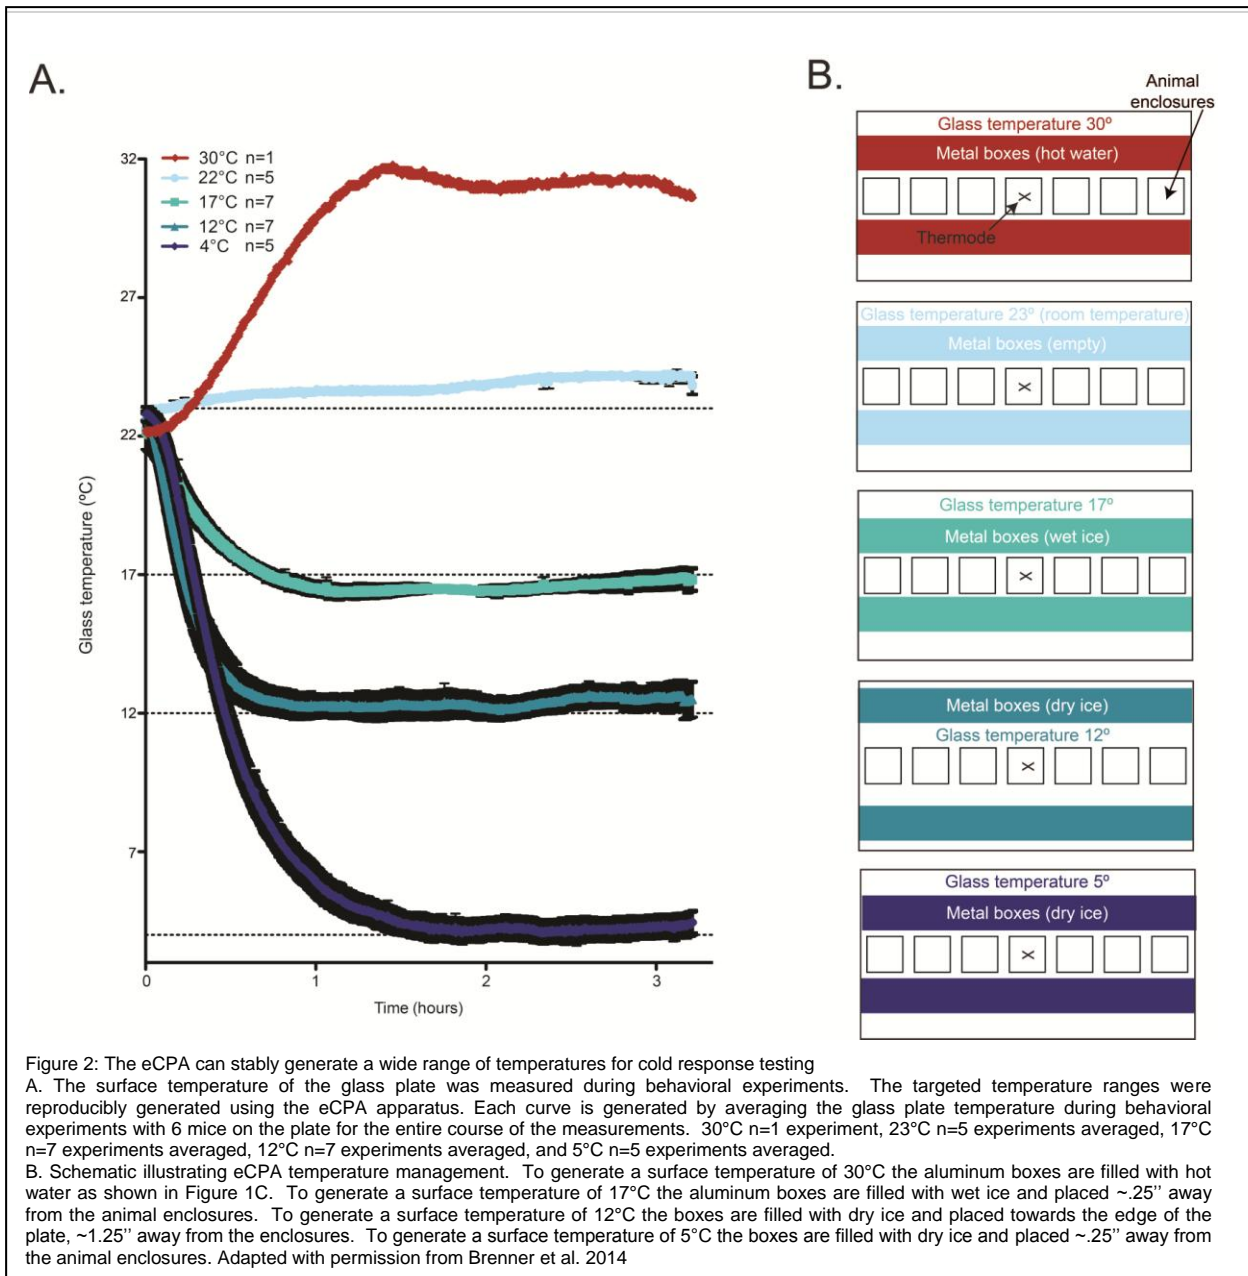 A.
32
30°C n=1
22°C n=5
17°C n=7
12°C n=7
4°C n=5
27
22
17
12
7
Glass temperature (ºC)
0
1
2
3
Time (hours)
B.
Animal
enclosures
Glass temperature 30º
Metal boxes (hot water)
x
Thermode
Glass temperature 23º (room temperature)
Metal boxes (empty)
x
Glass temperature 17º
Metal boxes (wet ice)
x
Metal boxes (dry ice)
Glass temperature 12º
x
Glass temperature 5º
Metal boxes (dry ice)
x
Figure 2: The eCPA can stably generate a wide range of temperatures for cold response testing
A. The surface temperature of the glass plate was measured during behavioral experiments. The targeted temperature ranges were
reproducibly generated using the eCPA apparatus. Each curve is generated by averaging the glass plate temperature during behavioral
experiments with 6 mice on the plate for the entire course of the measurements. 30°C n=1 experiment, 23°C n=5 experiments averaged, 17°C
n=7 experiments averaged, 12°C n=7 experiments averaged, and 5°C n=5 experiments averaged.
B. Schematic illustrating eCPA temperature management. To generate a surface temperature of 30°C the aluminum boxes are filled with hot
water as shown in Figure 1C. To generate a surface temperature of 17°C the aluminum boxes are filled with wet ice and placed ~.25’’ away
from the animal enclosures. To generate a surface temperature of 12°C the boxes are filled with dry ice and placed towards the edge of the
plate, ~1.25’’ away from the enclosures. To generate a surface temperature of 5°C the boxes are filled with dry ice and placed ~.25’’ away from
the animal enclosures. Adapted with permission from Brenner et al. 2014